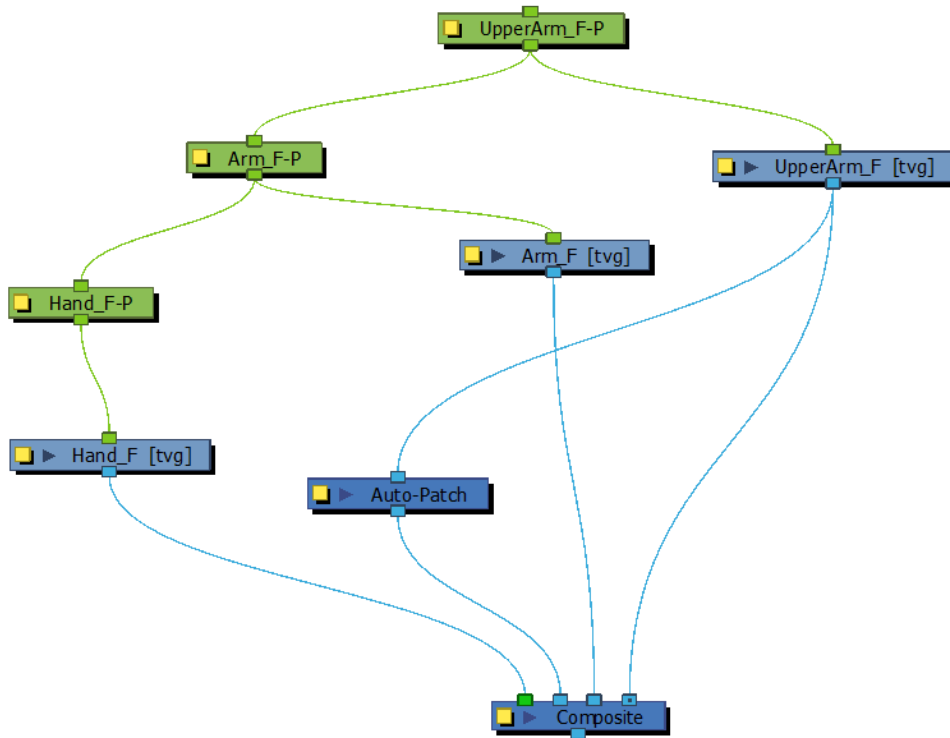 UpperArm_F-P
Arm_F-P
UpperArm_F [tvg]
Arm_F [tvg]
Hand_F-P
Hand_F [tvg]
Auto-Patch
Composite